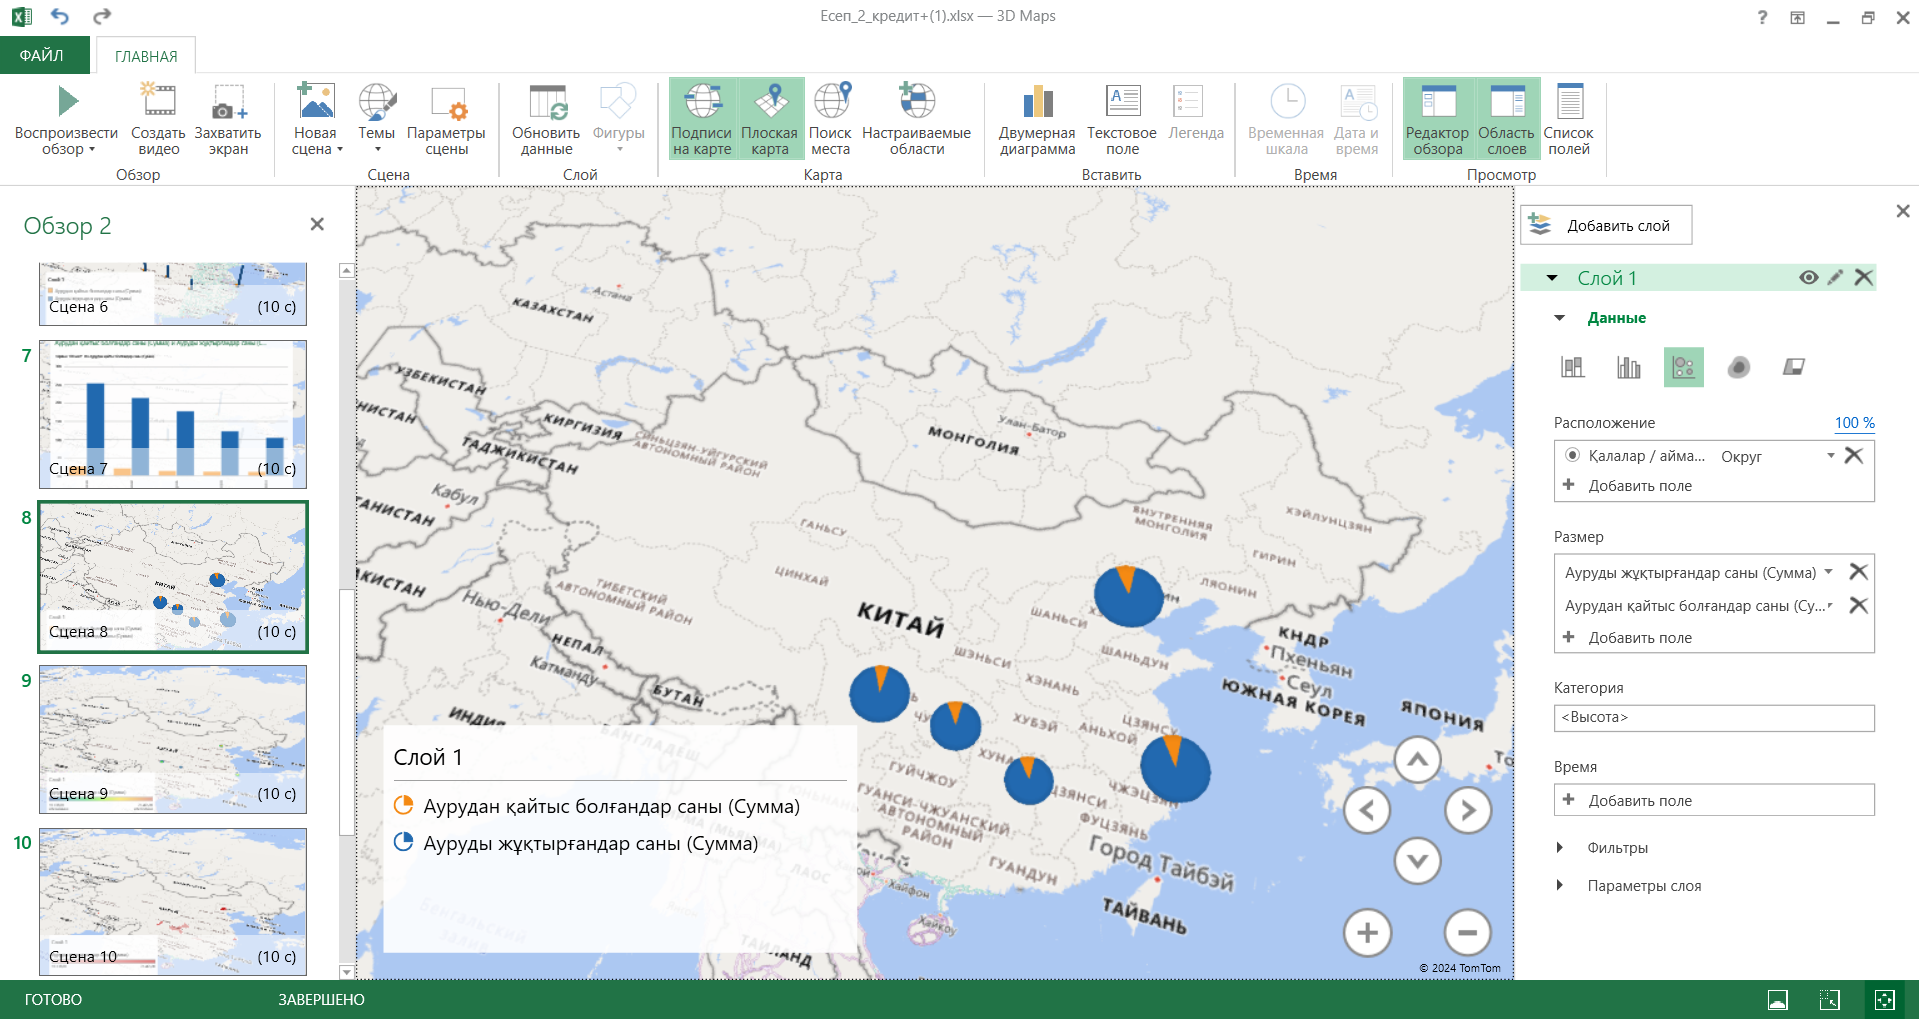 Есеп_2_кредит+(1).xlsx — 3D Maps
ФАЙЛ
ГЛАВНАЯ
Воспроизвести обзор
Создать видео
Захватить экран
Обзор
Новая сцена
Темы
Параметры сцены
Сцена
Обновить данные
Фигуры
Слой
Подписи на карте
Плоская карта
Поиск места
Настраиваемые области
Карта
Двумерная диаграмма
Текстовое поле
Легенда
Вставить
Временная шкала
Дата и время
Время
Редактор обзора
Область слоев
Список полей
Просмотр
Обзор 2
Сцена 6 (10 с)
7
Сцена 7 (10 с)
8
КИТАЙ
Сцена 8 (10 с)
9
Сцена 9 (10 с)
10
Сцена 10 (10 с)
Астана
КАЗАХСТАН
УЗБЕКИСТАН
НИСТАН
КИРГИЗИЯ
ТАДЖИКИСТАН
СИНЬЦЗЯН-УЙГУРСКИЙ
АВТОНОМНЫЙ РАЙОН
Улан-Батор
МОНГОЛИЯ
Кабул
АНИСТАН
ГАНЬСУ
ВНУТРЕННЯЯ
МОНГОЛИЯ
ХЭЙЛУНЦЗЯН
ГИРИН
ЦИНХАЙ
ЛЯОНИН
КИСТАН
ТИБЕТСКИЙ
АВТОНОМНЫЙ РАЙОН
Нью-Дели
КИТАЙ
ШАНЬСИ
НЕПАЛ
Катманду
ШЭНЬСИ
ШАНЬДУН
КНДР
Пхеньян
Сеул
ЮЖНАЯ КОРЕЯ
ЯПОНИЯ
БУТАН
ХЭНАНЬ
ИНДИЯ
БАНГЛАДЕШ
ХУБЭЙ
АНЬХОЙ
ЦЗЯНСУ
ХУНА
ГУЙЧЖОУ
ЦЗЯНСИ
ЧЖЭЦЗЯН
ГУАНСИ-ЧЖУАНСКИЙ
АВТОНОМНЫЙ
РАЙОН
ФУЦЗЯНЬ
ГУАНДУН
Город Тайбэй
ТАЙВАНЬ
Ханой
Хайфон
Хайкоу
ЛАОС
Бенгальский
залив
ТАИЛАНД
Слой 1
Аурудан қайтыс болғандар саны (Сумма)
Ауруды жұқтырғандар саны (Сумма)
© 2024 TomTom
Добавить слой
Слой 1
Данные
Расположение 100 %
Қалалар / айма... Округ
Добавить поле
Размер
Ауруды жұқтырғандар саны (Сумма)
Аурудан қайтыс болғандар саны (Су...
Добавить поле
Категория
<Высота>
Время
Добавить поле
Фильтры
Параметры слоя
ГОТОВО
ЗАВЕРШЕНО